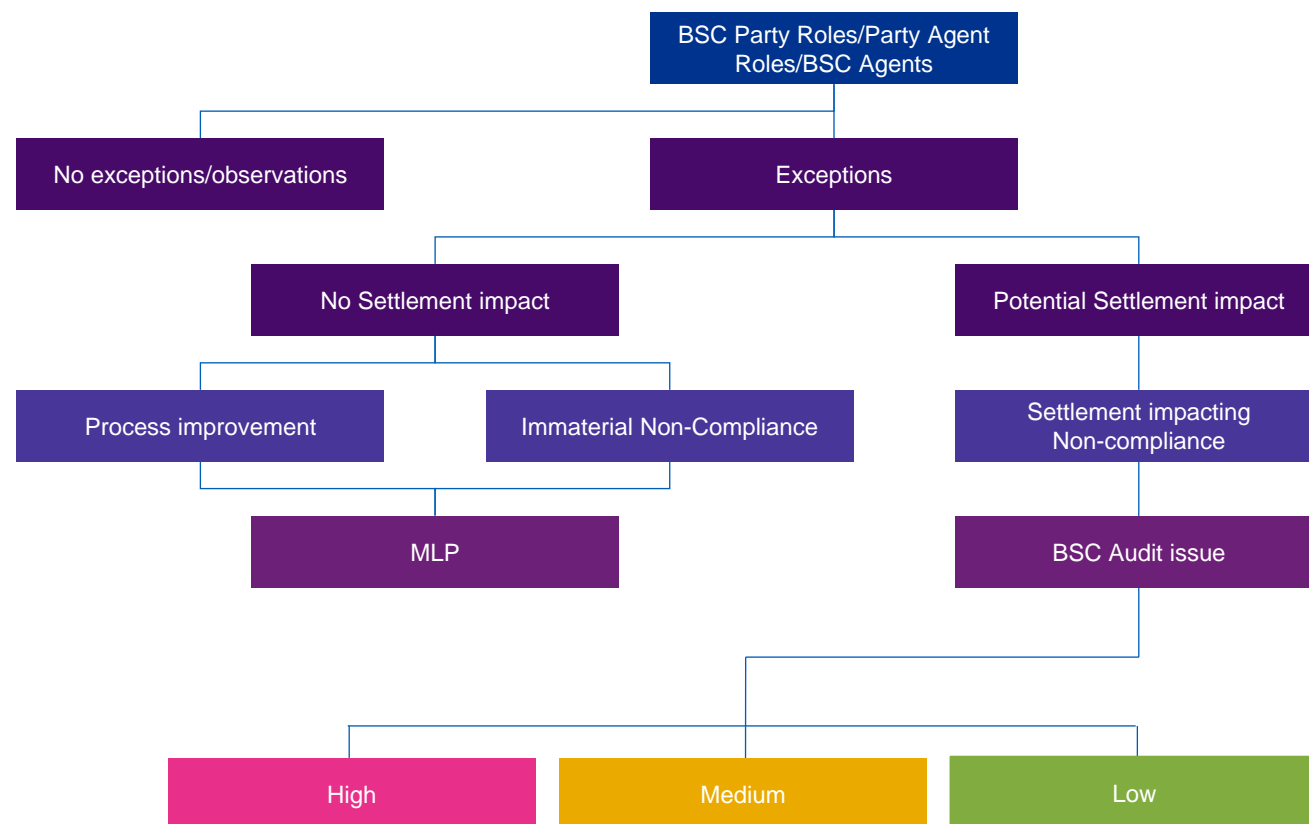 BSC Party Roles/Party Agent
Roles/BSC Agents
No exceptions/observations
Exceptions
No Settlement impact
Potential Settlement impact
Process improvement
Immaterial Non-Compliance
Settlement impacting
Non-compliance
MLP
BSC Audit issue
High
Medium
Low